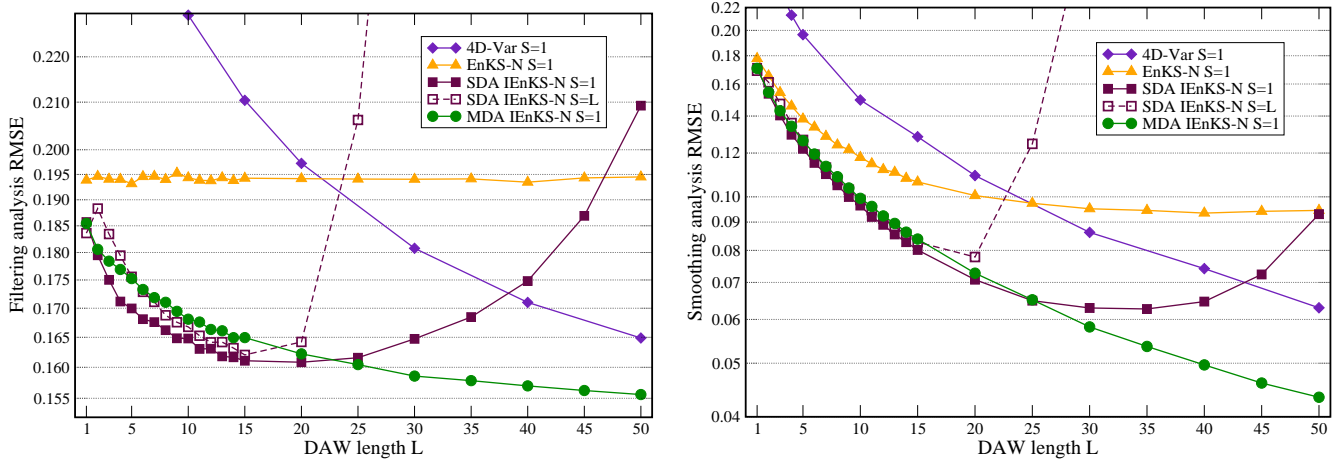 0.220
0.210
0.200
0.195
0.190
0.185
0.180
0.175
0.170
0.165
0.160
0.155
Filtering analysis RMSE
4D-Var S=1
EnKS-N S=1
SDA IEnKS-N S=1
SDA IEnKS-N S=L
MDA IEnKS-N S=1
1 5 10 15 20 25 30 35 40 45 50
DAW length L
0.22
0.20
0.18
0.16
0.14
0.12
0.10
0.09
0.08
0.07
0.06
0.05
0.04
Smoothing analysis RMSE
4D-Var S=1
EnKS-N S=1
SDA IEnKS-N S=1
SDA IEnKS-N S=L
MDA IEnKS-N S=1
1 5 10 15 20 25 30 35 40 45 50
DAW length L